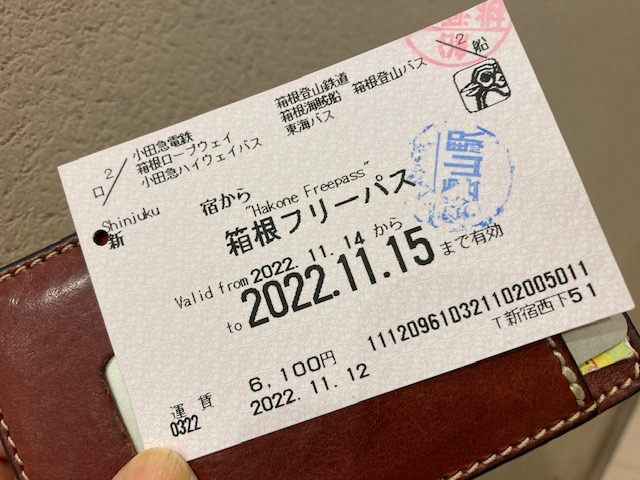 小田急電鉄
箱根ロープウェイ
小田急ハイウェイバス
箱根登山鉄道 箱根登山バス
箱根海賊船
東海バス
2/船
口2/
Shinjuku
新 宿から
"Hakone Freepass"
箱根フリーパス
Valid from 2022. 11. 14 から
to 2022.11.15 まで有効
111209610321102005011
T新宿西下51
運 賃 6,100円
0322 2022. 11. 12